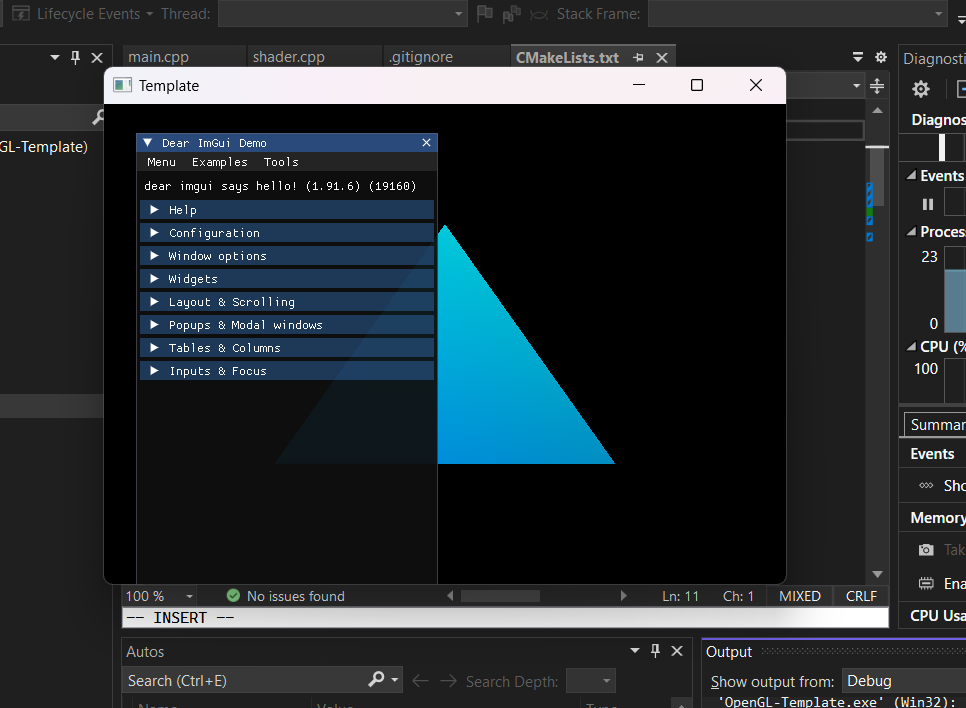 Lifecycle Events Thread: Stack Frame:
main.cpp shader.cpp .gitignore CMakeLists.txt
Diagnosti
Template
GL-Template)
Diagnos
Dear ImGui Demo
Menu Examples Tools
dear imgui says hello! (1.91.6) (19160)
Help
Configuration
Window options
Widgets
Layout & Scrolling
Popups & Modal windows
Tables & Columns
Inputs & Focus
Events
Proces
23
0
CPU (%
100
Summar
Events
Sho
Memory
Tak
Ena
CPU Usa
100 % No issues found Ln: 11 Ch: 1 MIXED CRLF
-- INSERT --
Autos
Search (Ctrl+E) Search Depth:
Name Value Type
Output
Show output from: Debug
'OpenGL-Template.exe' (Win32):